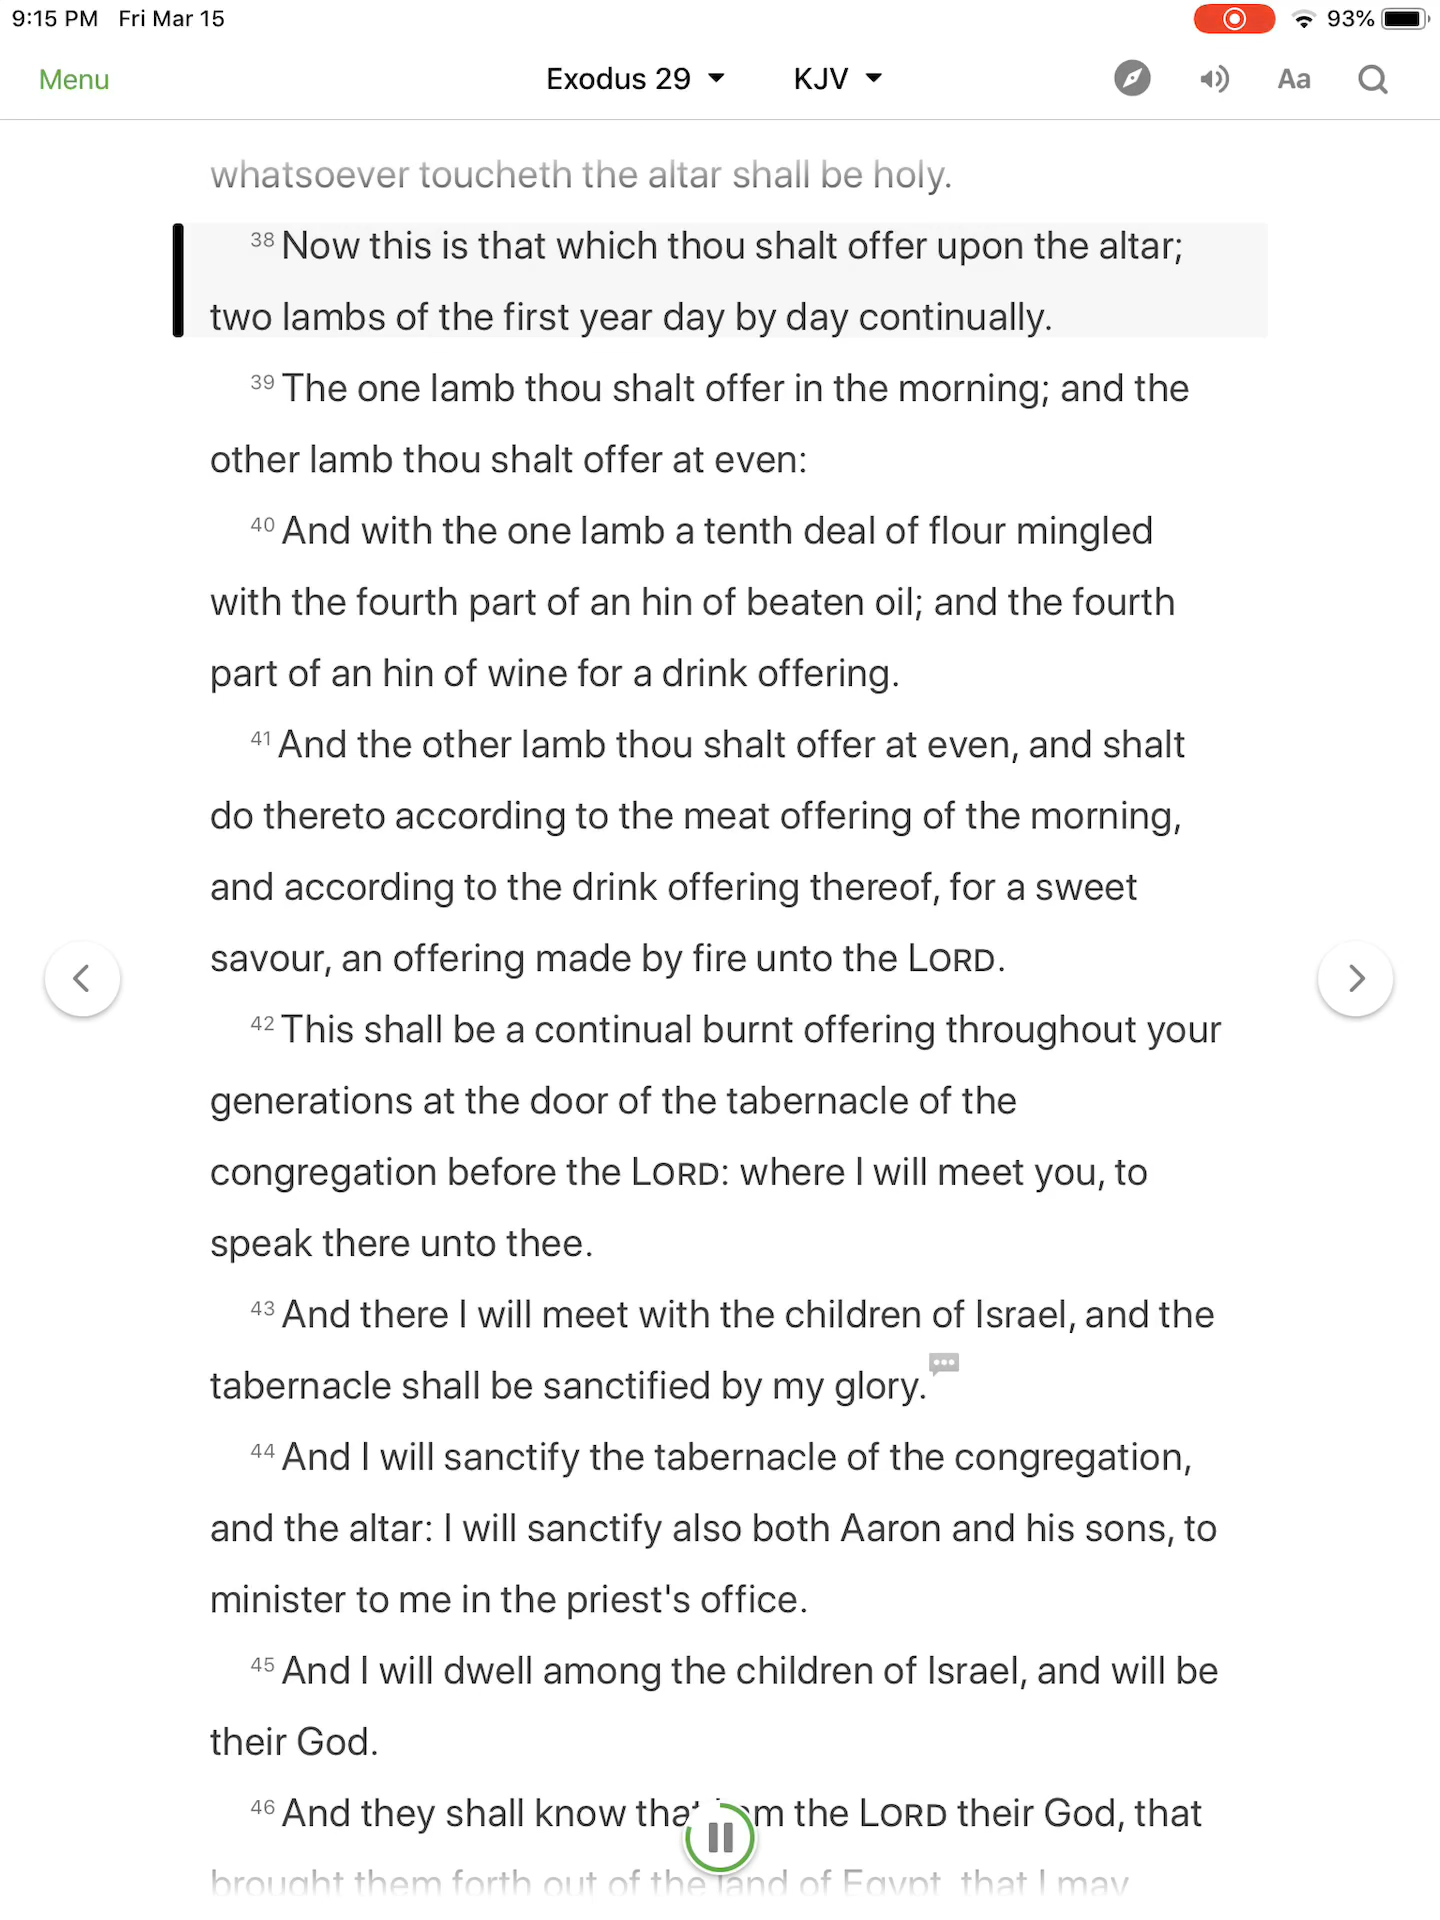 9:15 PM Fri Mar 15 93%
Menu Exodus 29 KJV Aa
whatsoever toucheth the altar shall be holy.
38 Now this is that which thou shalt offer upon the altar;
two lambs of the first year day by day continually.
39 The one lamb thou shalt offer in the morning; and the
other lamb thou shalt offer at even:
40 And with the one lamb a tenth deal of flour mingled
with the fourth part of an hin of beaten oil; and the fourth
part of an hin of wine for a drink offering.
41 And the other lamb thou shalt offer at even, and shalt
do thereto according to the meat offering of the morning,
and according to the drink offering thereof, for a sweet
savour, an offering made by fire unto the LORD.
42 This shall be a continual burnt offering throughout your
generations at the door of the tabernacle of the
congregation before the LORD: where I will meet you, to
speak there unto thee.
43 And there I will meet with the children of Israel, and the
tabernacle shall be sanctified by my glory.
44 And I will sanctify the tabernacle of the congregation,
and the altar: I will sanctify also both Aaron and his sons, to
minister to me in the priest's office.
45 And I will dwell among the children of Israel, and will be
their God.
46 And they shall know that am the LORD their God, that
brought them forth out of the land of Egypt, that I may